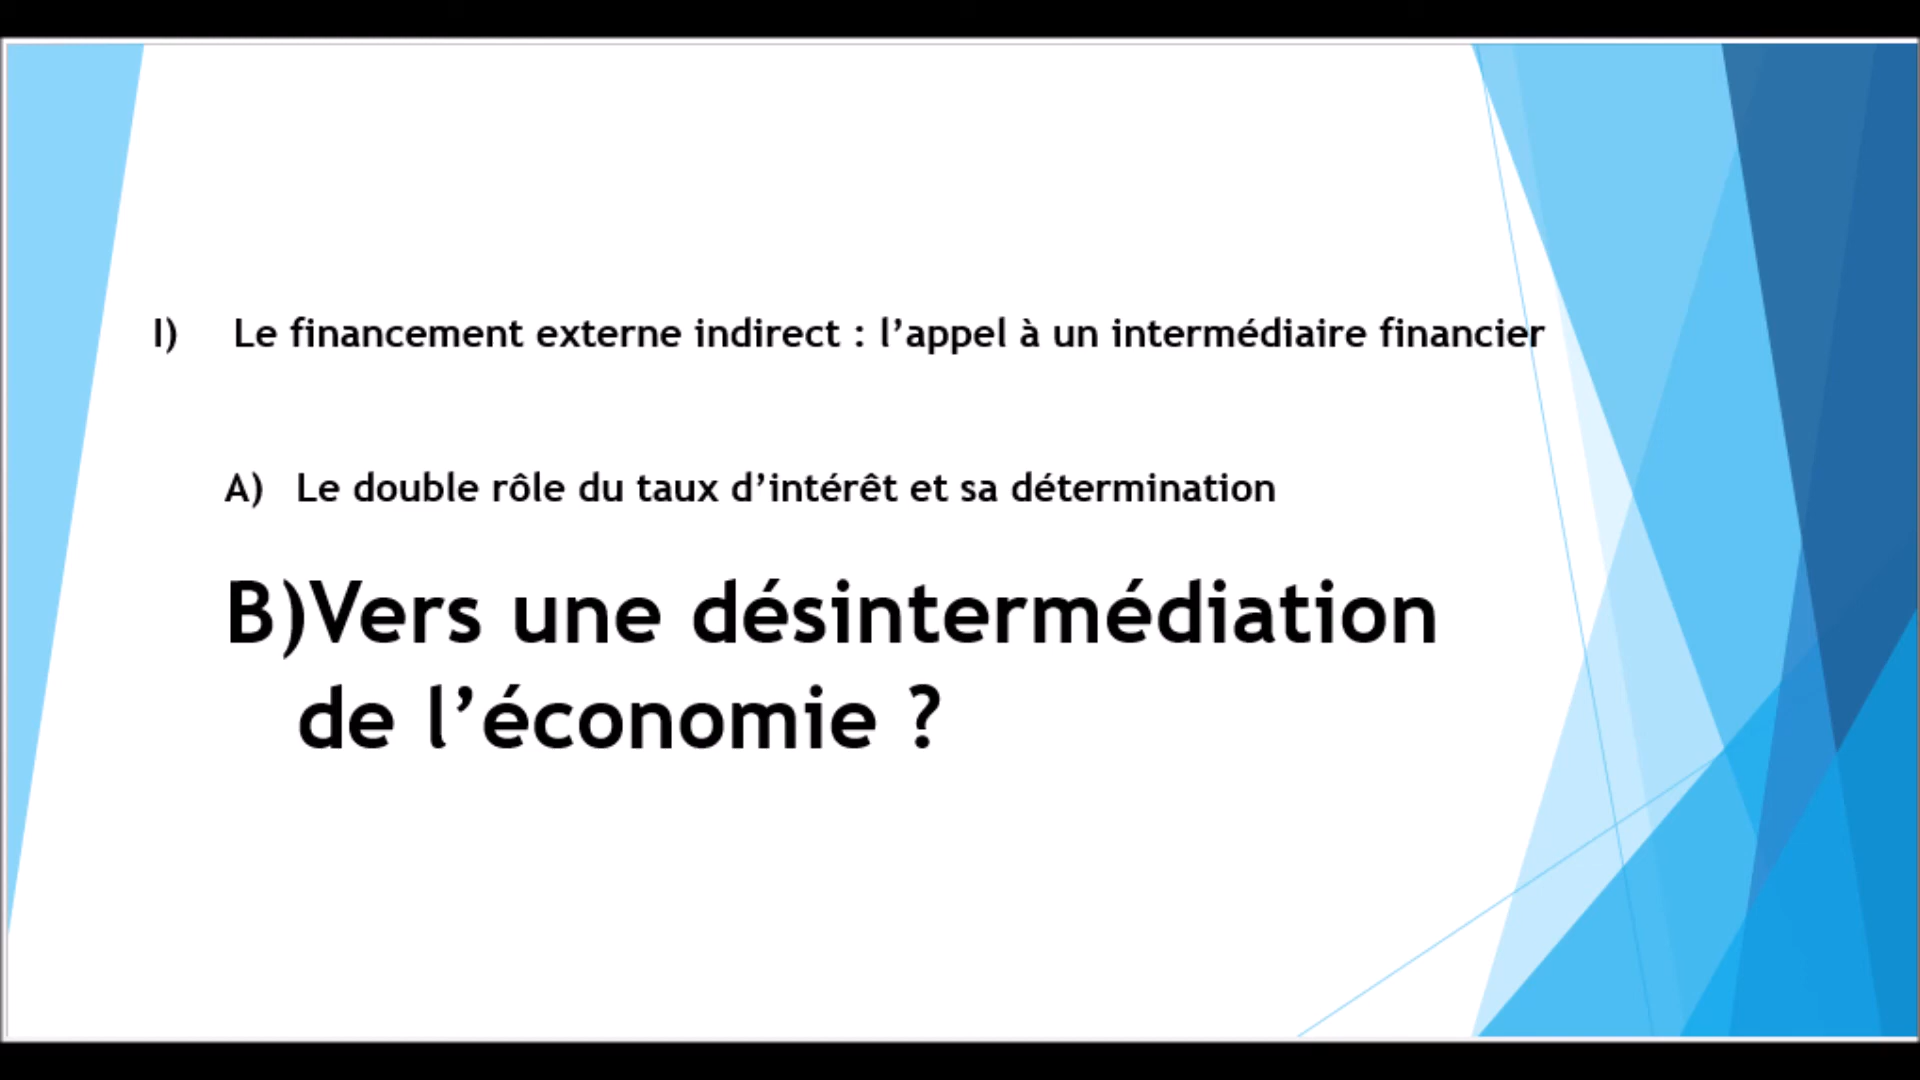 I) Le financement externe indirect : l’appel à un intermédiaire financier
A) Le double rôle du taux d’intérêt et sa détermination
B)Vers une désintermédiation
de l’économie ?